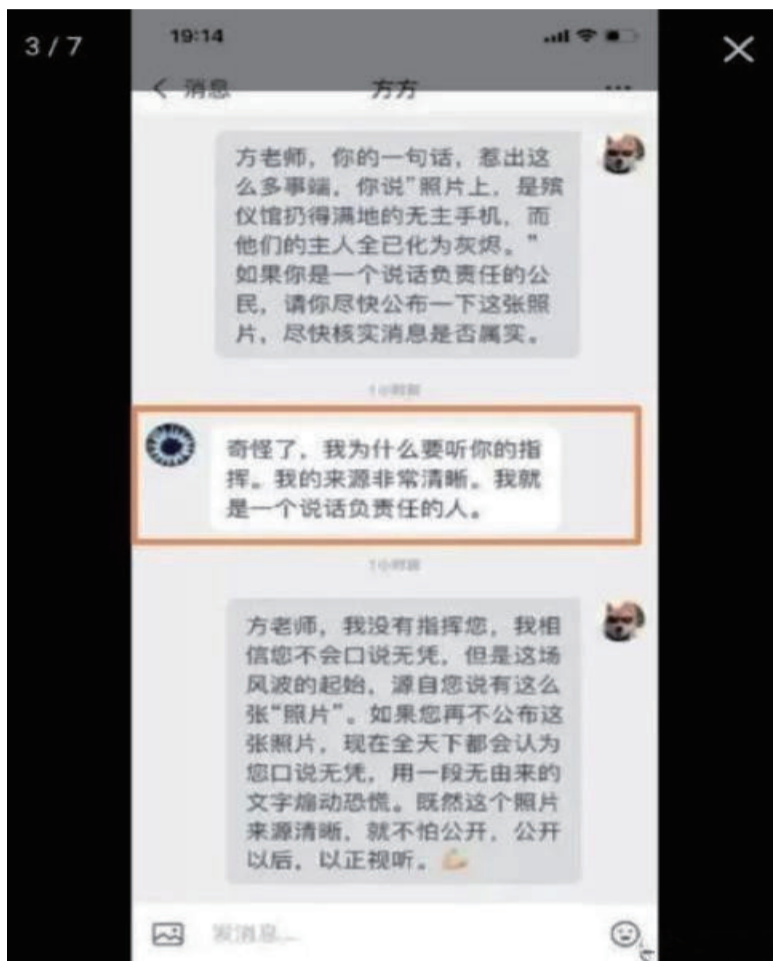 3 / 7
19:14
消息
方方
方老师，你的一句话，惹出这
么多事端，你说"照片上，是殡
仪馆扔得满地的无主手机，而
他们的主人全已化为灰烬。"
如果你是一个说话负责任的公
民，请你尽快公布一下这张照
片，尽快核实消息是否属实。
1小时前
奇怪了，我为什么要听你的指
挥。我的来源非常清晰。我就
是一个说话负责任的人。
1小时前
方老师，我没有指挥您，我相
信您不会口说无凭，但是这场
风波的起始，源自您说有这么
张“照片”。如果您再不公布这
张照片，现在全天下都会认为
您口说无凭，用一段无由来的
文字煽动恐慌。既然这个照片
来源清晰，就不怕公开，公开
以后，以正视听。💪
发消息...